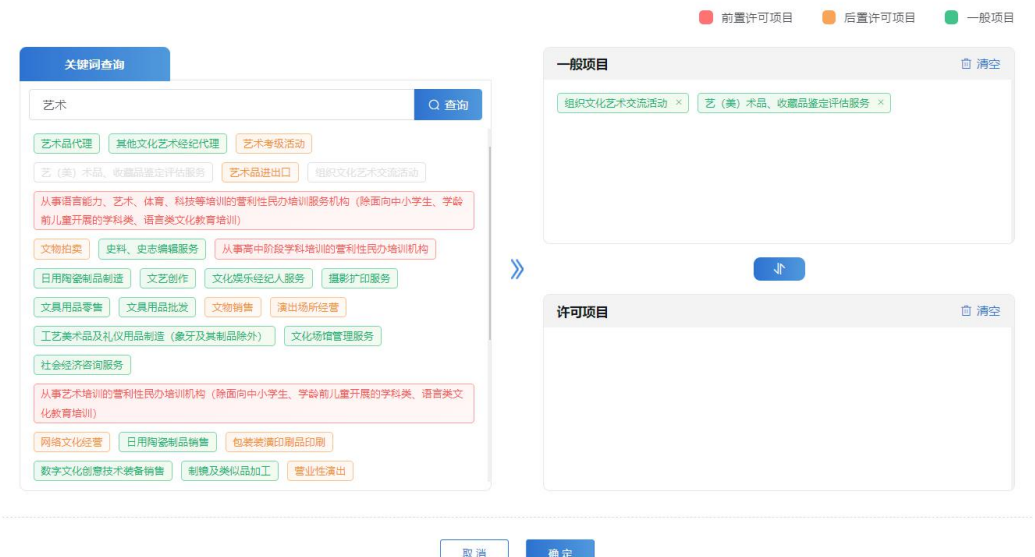 前置许可项目 后置许可项目 一般项目
关键词查询
艺术 查询
艺术品代理 其他文化艺术经纪代理 艺术考级活动
艺（美）术品、收藏品鉴定评估服务 艺术品进出口 组织文化艺术交流活动
从事语言能力、艺术、体育、科技等培训的营利性民办培训服务机构（除面向中小学生、学龄
前儿童开展的学科类、语言类文化教育培训）
文物拍卖 史料、史志编辑服务 从事高中阶段学科培训的营利性民办培训机构
日用陶瓷制品制造 文艺创作 文化娱乐经纪人服务 摄影扩印服务
文具用品零售 文具用品批发 文物销售 演出场所经营
工艺美术品及礼仪用品制造（象牙及其制品除外） 文化场馆管理服务
社会经济咨询服务
从事艺术培训的营利性民办培训机构（除面向中小学生、学龄前儿童开展的学科类、语言类文
化教育培训）
网络文化经营 日用陶瓷制品销售 包装装潢印刷品印刷
数字文化创意技术装备销售 制镜及类似品加工 营业性演出
一般项目 清空
组织文化艺术交流活动 × 艺（美）术品、收藏品鉴定评估服务 ×
许可项目 清空
取消 确定